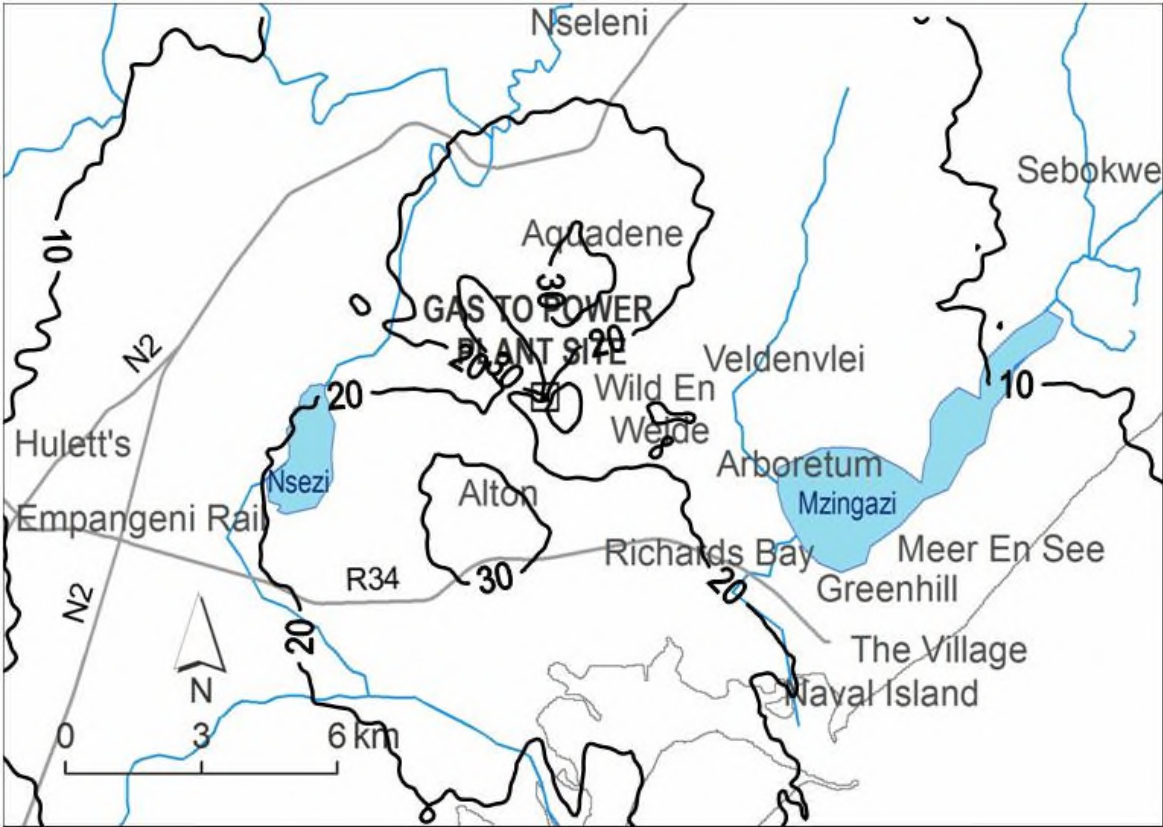 Nseleni
Sebokwe
Aquadene
10
30
GAS TO POWER
20
PLANT SITE
N2
20
30
Veldenvlei
20
Wild En
10
Weide
Hulett's
Arboretum
Nsezi
Alton
Mzingazi
Empangeni Rail
Richards Bay
Meer En See
R34
30
20
Greenhill
N2
20
The Village
N
Naval Island
0 3 6 km